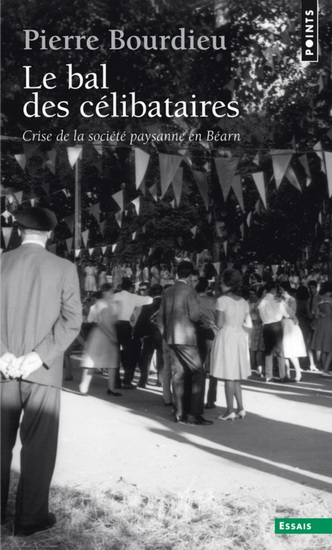 Pierre Bourdieu
POINTS
Le bal
des célibataires
Crise de la société paysanne en Béarn
ESSAIS